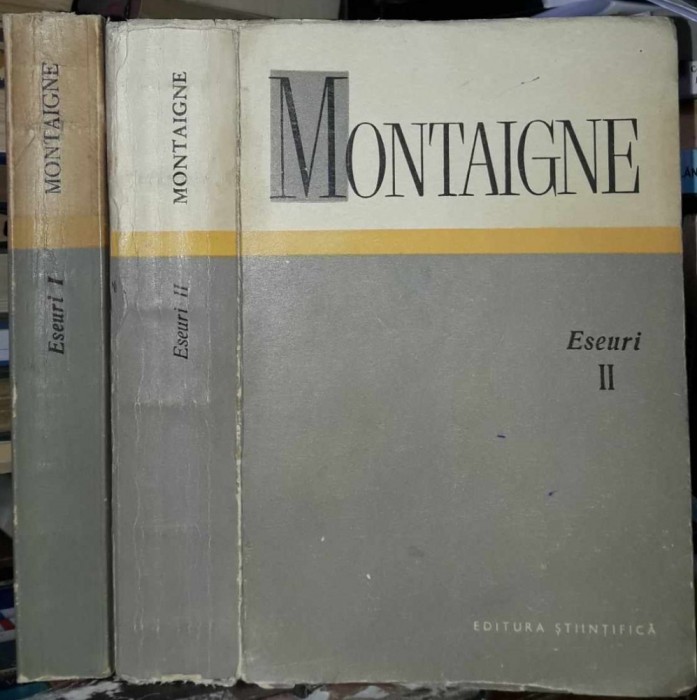 MONTAIGNE
Eseuri I
MONTAIGNE
Eseuri II
MONTAIGNE
Eseuri
II
EDITURA ȘTIINȚIFICĂ